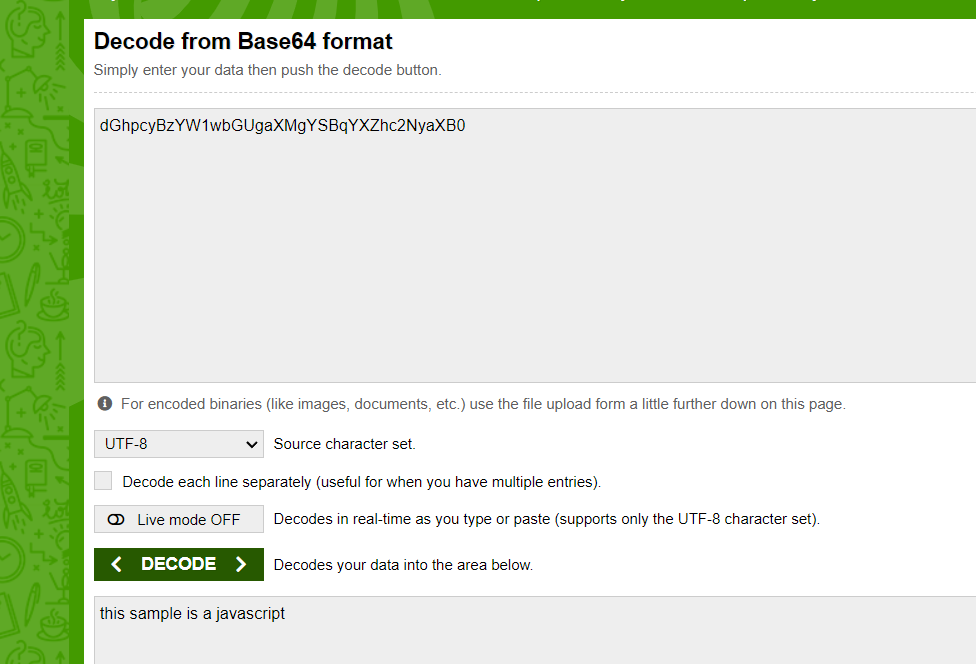 Decode from Base64 format
Simply enter your data then push the decode button.
dGhpcyBzYW1wbGUgaXMgYSBqYXZhc2NyaXB0
For encoded binaries (like images, documents, etc.) use the file upload form a little further down on this page.
UTF-8 Source character set.
Decode each line separately (useful for when you have multiple entries).
Live mode OFF Decodes in real-time as you type or paste (supports only the UTF-8 character set).
DECODE Decodes your data into the area below.
this sample is a javascript